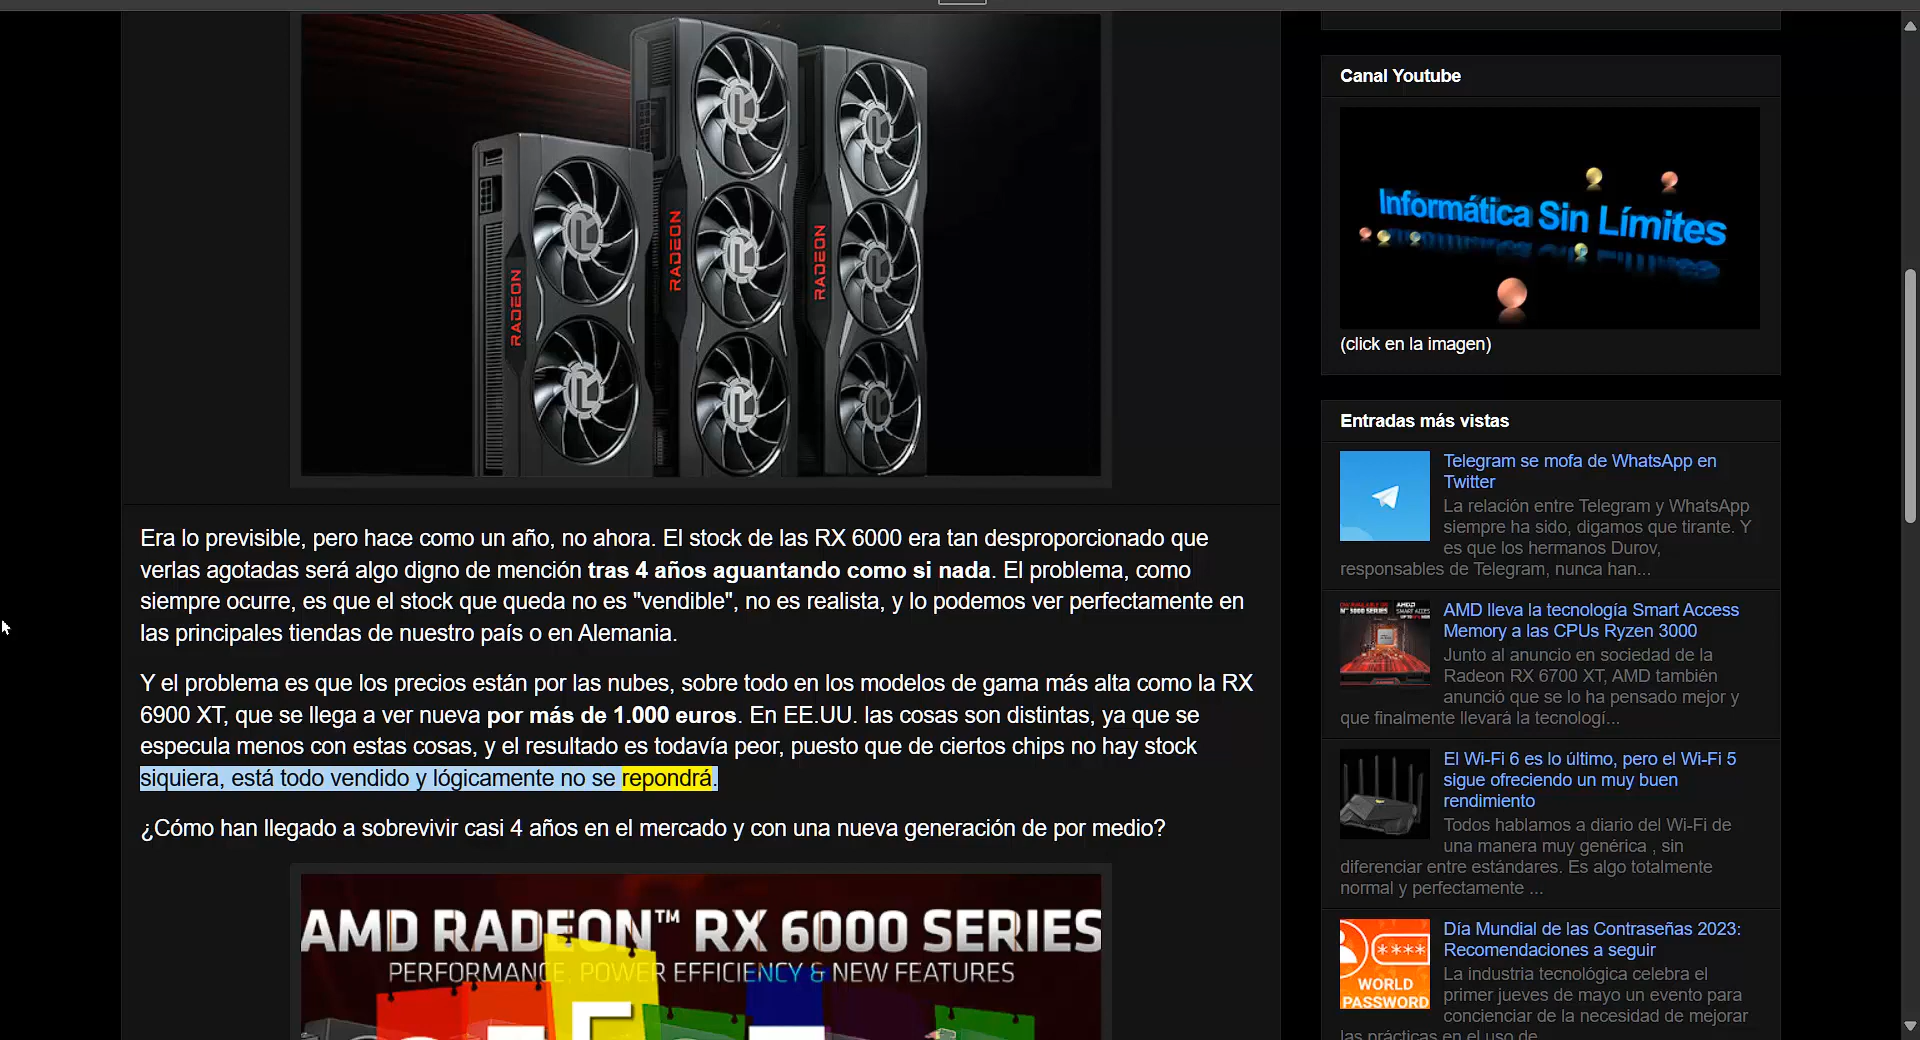 RADEON
RADEON
RADEON
Era lo previsible, pero hace como un año, no ahora. El stock de las RX 6000 era tan desproporcionado que
verlas agotadas será algo digno de mención tras 4 años aguantando como si nada. El problema, como
siempre ocurre, es que el stock que queda no es "vendible", no es realista, y lo podemos ver perfectamente en
las principales tiendas de nuestro país o en Alemania.
Y el problema es que los precios están por las nubes, sobre todo en los modelos de gama más alta como la RX
6900 XT, que se llega a ver nueva por más de 1.000 euros. En EE.UU. las cosas son distintas, ya que se
especula menos con estas cosas, y el resultado es todavía peor, puesto que de ciertos chips no hay stock
siquiera, está todo vendido y lógicamente no se repondrá.
¿Cómo han llegado a sobrevivir casi 4 años en el mercado y con una nueva generación de por medio?
AMD RADEON™ RX 6000 SERIES
PERFORMANCE, POWER EFFICIENCY & NEW FEATURES
Canal Youtube
Informática Sin Límites
(click en la imagen)
Entradas más vistas
Telegram se mofa de WhatsApp en
Twitter
La relación entre Telegram y WhatsApp
siempre ha sido, digamos que tirante. Y
es que los hermanos Durov,
responsables de Telegram, nunca han...
AMD lleva la tecnología Smart Access
Memory a las CPUs Ryzen 3000
Junto al anuncio en sociedad de la
Radeon RX 6700 XT, AMD también
anunció que se lo ha pensado mejor y
que finalmente llevará la tecnologí...
El Wi-Fi 6 es lo último, pero el Wi-Fi 5
sigue ofreciendo un muy buen
rendimiento
Todos hablamos a diario del Wi-Fi de
una manera muy genérica , sin
diferenciar entre estándares. Es algo totalmente
normal y perfectamente ...
Día Mundial de las Contraseñas 2023:
Recomendaciones a seguir
****
WORLD
PASSWORD
La industria tecnológica celebra el
primer jueves de mayo un evento para
concienciar de la necesidad de mejorar
las prácticas en el uso de